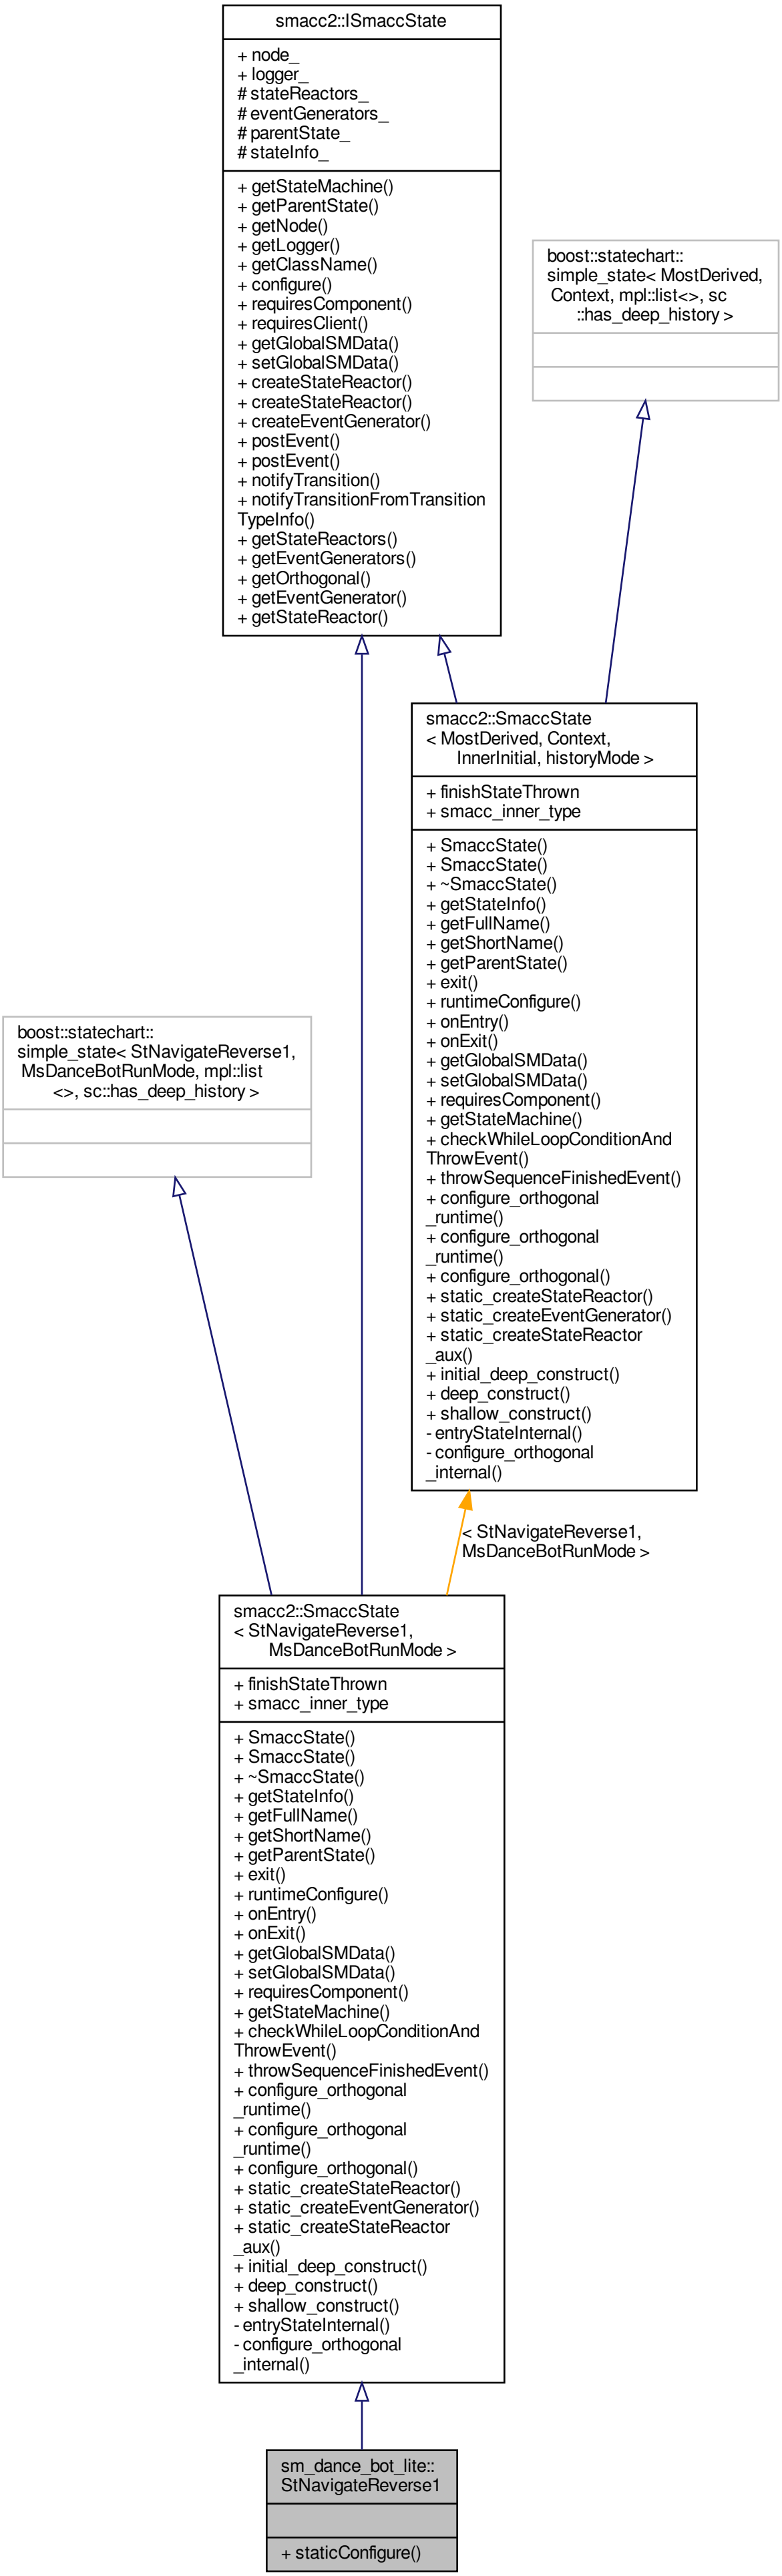 smacc2::ISmaccState
+ node_
+ logger_
# stateReactors_
# eventGenerators_
# parentState_
# stateInfo_
+ getStateMachine()
+ getParentState()
+ getNode()
+ getLogger()
+ getClassName()
+ configure()
+ requiresComponent()
+ requiresClient()
+ getGlobalSMData()
+ setGlobalSMData()
+ createStateReactor()
+ createStateReactor()
+ createEventGenerator()
+ postEvent()
+ postEvent()
+ notifyTransition()
+ notifyTransitionFromTransition
TypeInfo()
+ getStateReactors()
+ getEventGenerators()
+ getOrthogonal()
+ getEventGenerator()
+ getStateReactor()
boost::statechart::
simple_state< MostDerived,
Context, mpl::list<>, sc
::has_deep_history >
smacc2::SmaccState
< MostDerived, Context,
InnerInitial, historyMode >
+ finishStateThrown
+ smacc_inner_type
+ SmaccState()
+ SmaccState()
+ ~SmaccState()
+ getStateInfo()
+ getFullName()
+ getShortName()
+ getParentState()
+ exit()
+ runtimeConfigure()
+ onEntry()
+ onExit()
+ getGlobalSMData()
+ setGlobalSMData()
+ requiresComponent()
+ getStateMachine()
+ checkWhileLoopConditionAnd
ThrowEvent()
+ throwSequenceFinishedEvent()
+ configure_orthogonal
_runtime()
+ configure_orthogonal
_runtime()
+ configure_orthogonal()
+ static_createStateReactor()
+ static_createEventGenerator()
+ static_createStateReactor
_aux()
+ initial_deep_construct()
+ deep_construct()
+ shallow_construct()
- entryStateInternal()
- configure_orthogonal
_internal()
boost::statechart::
simple_state< StNavigateReverse1,
MsDanceBotRunMode, mpl::list
<>, sc::has_deep_history >
< StNavigateReverse1,
MsDanceBotRunMode >
smacc2::SmaccState
< StNavigateReverse1,
MsDanceBotRunMode >
+ finishStateThrown
+ smacc_inner_type
+ SmaccState()
+ SmaccState()
+ ~SmaccState()
+ getStateInfo()
+ getFullName()
+ getShortName()
+ getParentState()
+ exit()
+ runtimeConfigure()
+ onEntry()
+ onExit()
+ getGlobalSMData()
+ setGlobalSMData()
+ requiresComponent()
+ getStateMachine()
+ checkWhileLoopConditionAnd
ThrowEvent()
+ throwSequenceFinishedEvent()
+ configure_orthogonal
_runtime()
+ configure_orthogonal
_runtime()
+ configure_orthogonal()
+ static_createStateReactor()
+ static_createEventGenerator()
+ static_createStateReactor
_aux()
+ initial_deep_construct()
+ deep_construct()
+ shallow_construct()
- entryStateInternal()
- configure_orthogonal
_internal()
sm_dance_bot_lite::
StNavigateReverse1
+ staticConfigure()